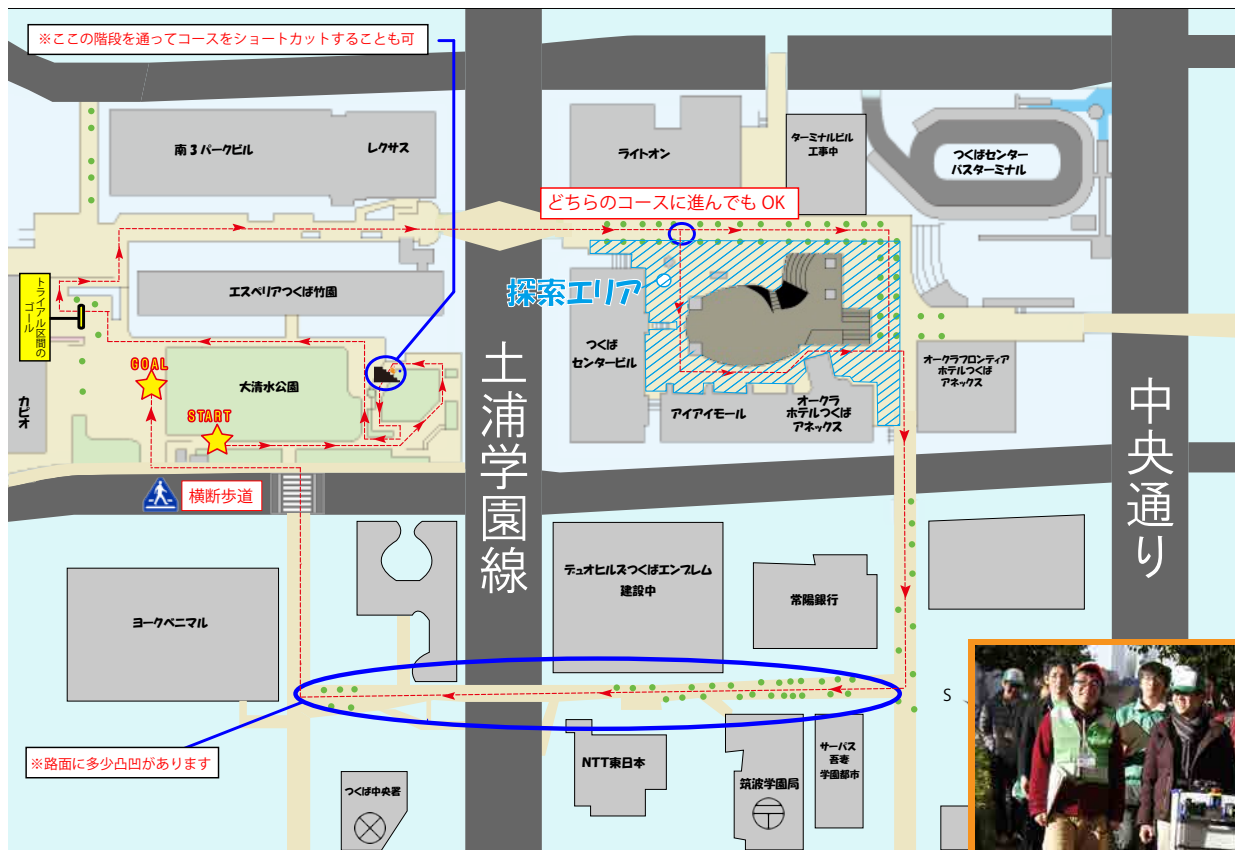 ※ここの階段を通ってコースをショートカットすることも可
南3パークビル
レクサス
ライトオン
ターミナルビル
工事中
つくばセンター
バスターミナル
どちらのコースに進んでも OK
探索エリア
トライアル区間の
ゴール
エスペリアつくば竹園
つくば
センタービル
オークラフロンティア
ホテルつくば
アネックス
GOAL
大清水公園
START
カピオ
アイアイモール
オークラ
ホテルつくば
アネックス
土浦学園線
中央通り
横断歩道
デュオヒルズつくばエンブレム
建設中
常陽銀行
ヨークベニマル
S
※路面に多少凸凹があります
NTT東日本
つくば中央署
筑波学園局
サーパス
吾妻
学園都市